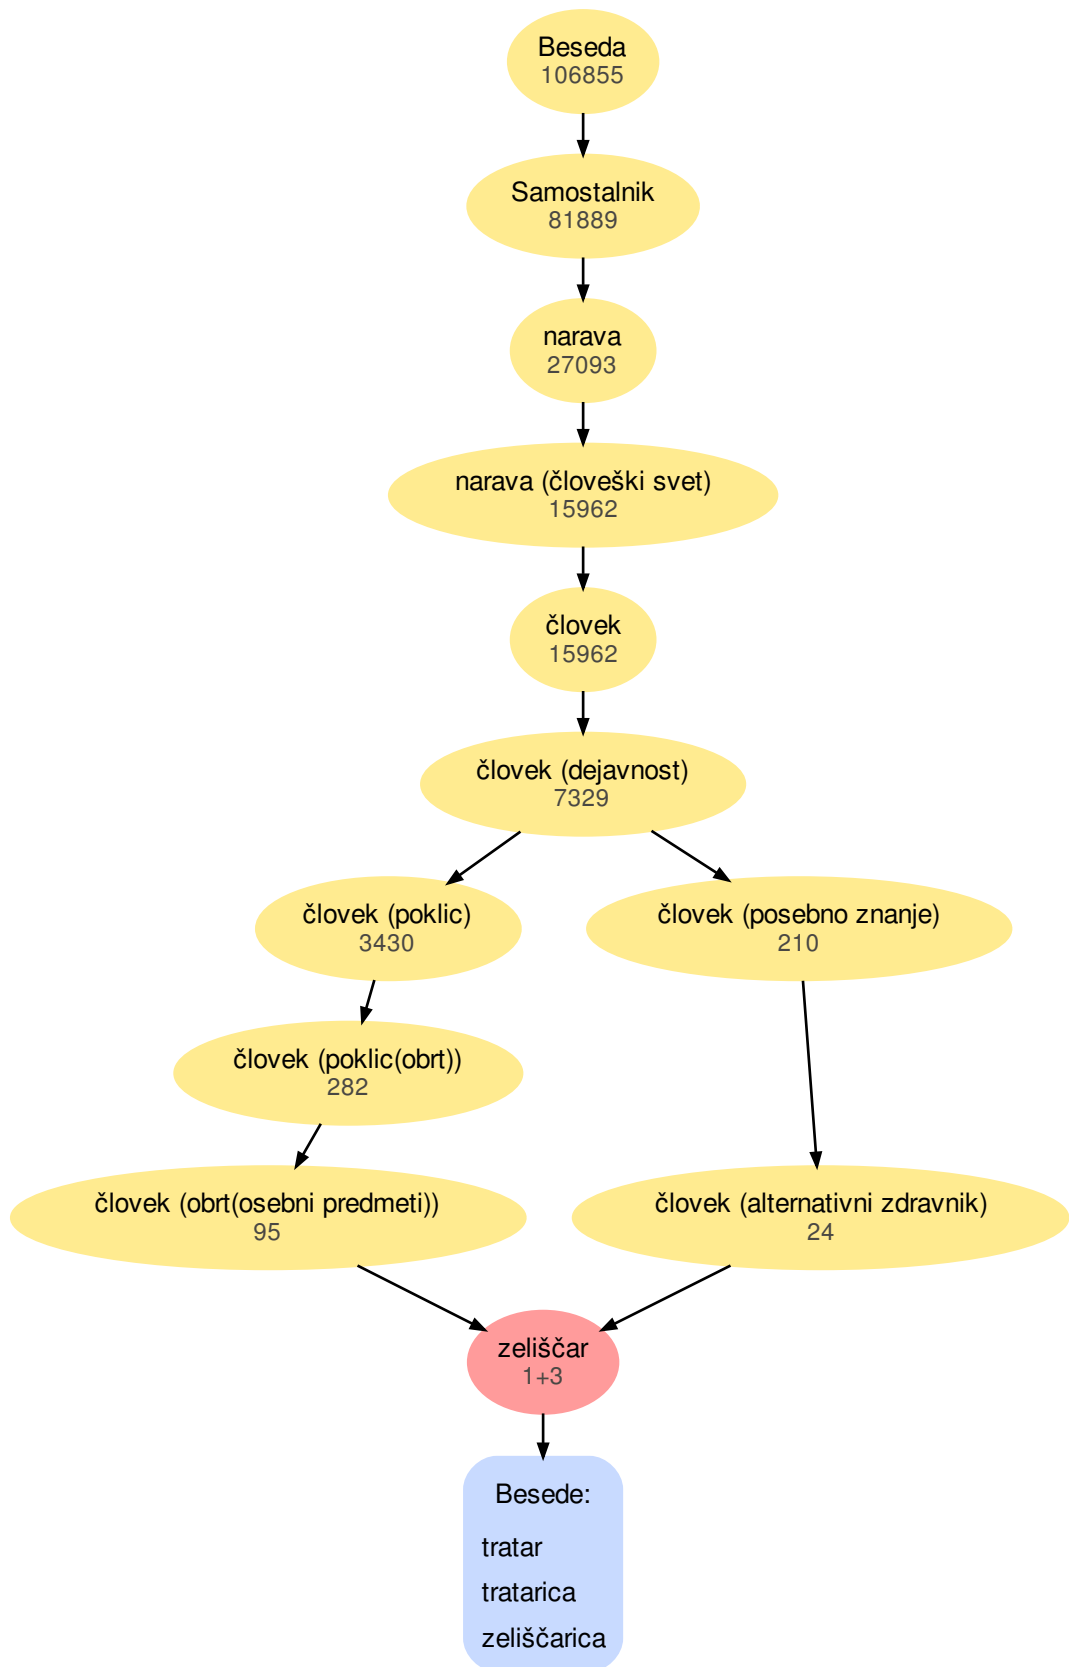 Beseda
106855
Samostalnik
81889
narava
27093
narava (človeški svet)
15962
človek
15962
človek (dejavnost)
7329
človek (poklic)
3430
človek (posebno znanje)
210
človek (poklic(obrt))
282
človek (obrt(osebni predmeti))
95
človek (alternativni zdravnik)
24
zeliščar
1+3
Besede:
tratar
tratarica
zeliščarica